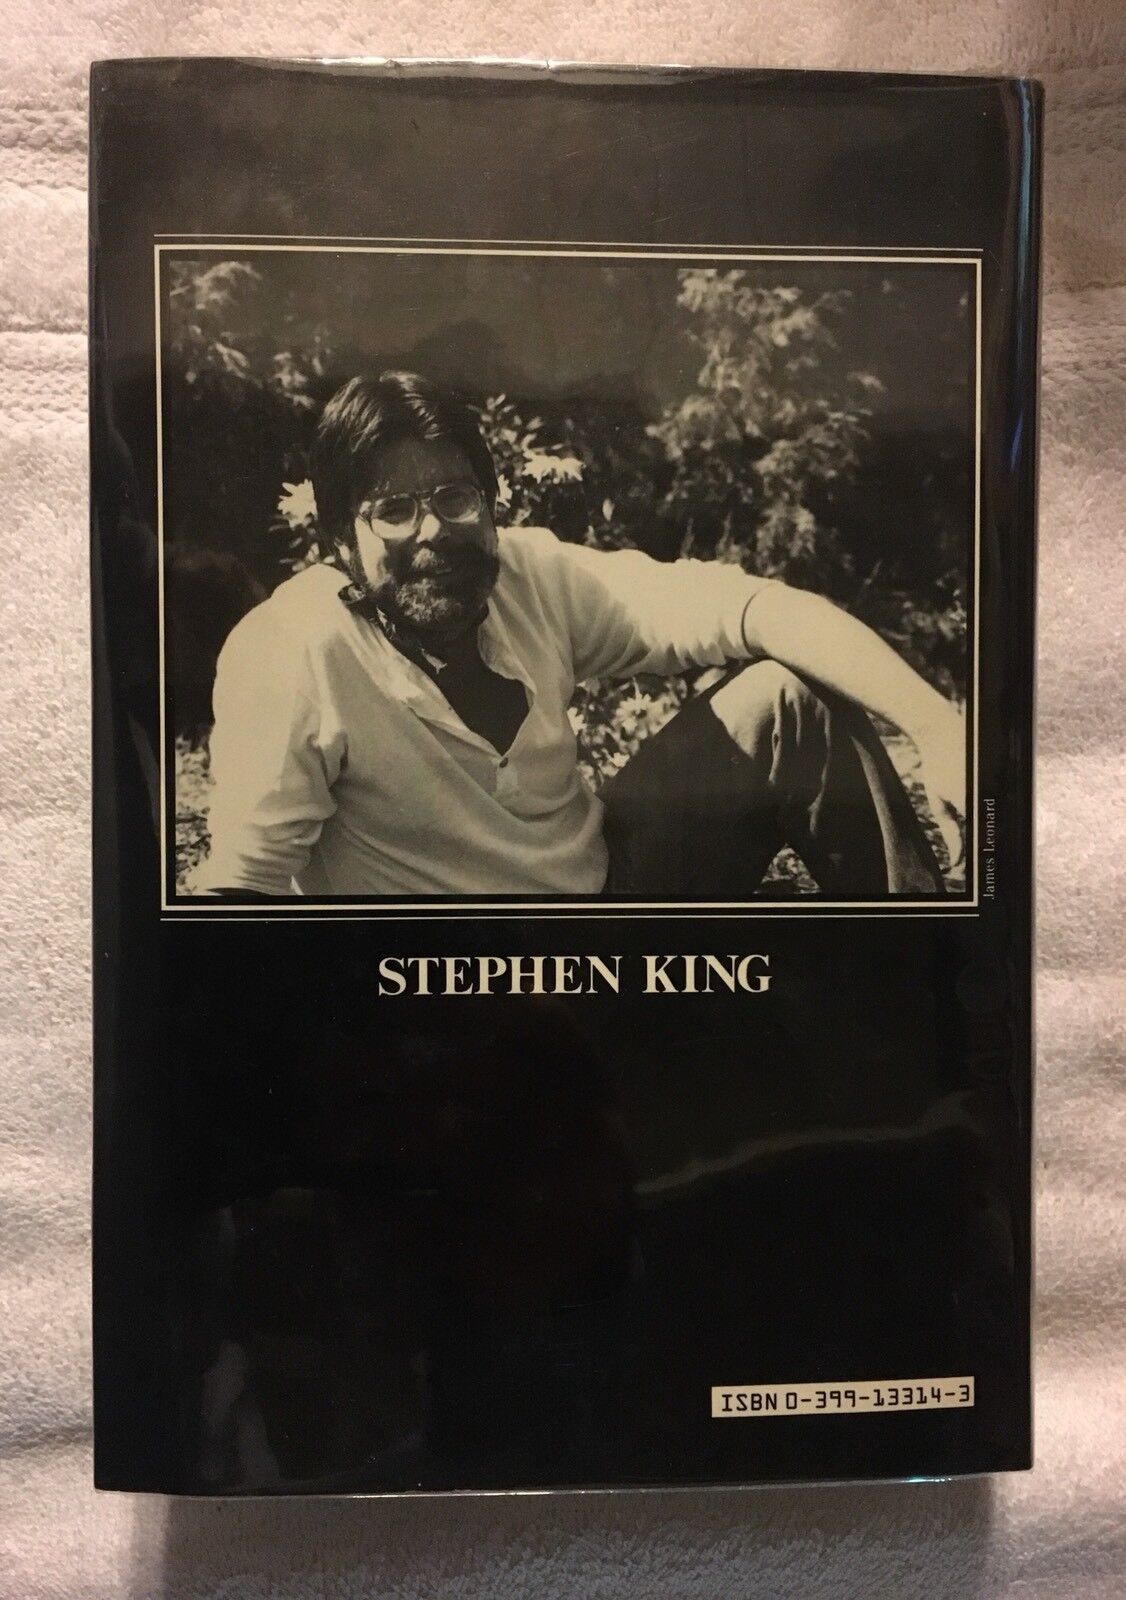 James Leonard
STEPHEN KING
ISBN 0-399-13314-3